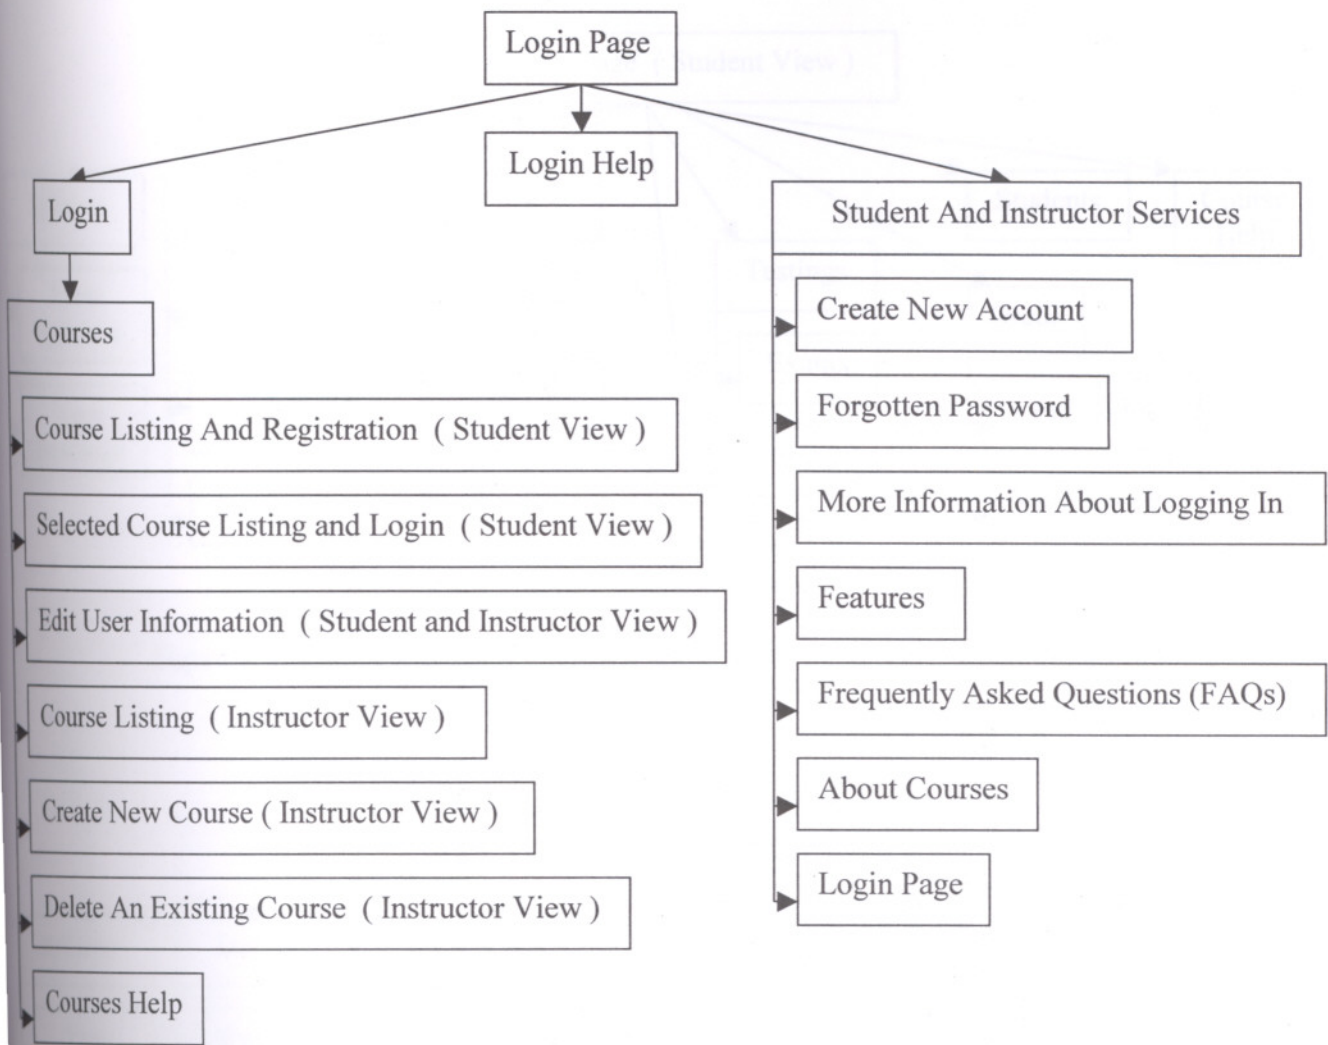 Login Page
Login Help
Login
Student And Instructor Services
Courses
Course Listing And Registration ( Student View )
Selected Course Listing and Login ( Student View )
Edit User Information ( Student and Instructor View )
Course Listing ( Instructor View )
Create New Course ( Instructor View )
Delete An Existing Course ( Instructor View )
Courses Help
Create New Account
Forgotten Password
More Information About Logging In
Features
Frequently Asked Questions (FAQs)
About Courses
Login Page
Student View )